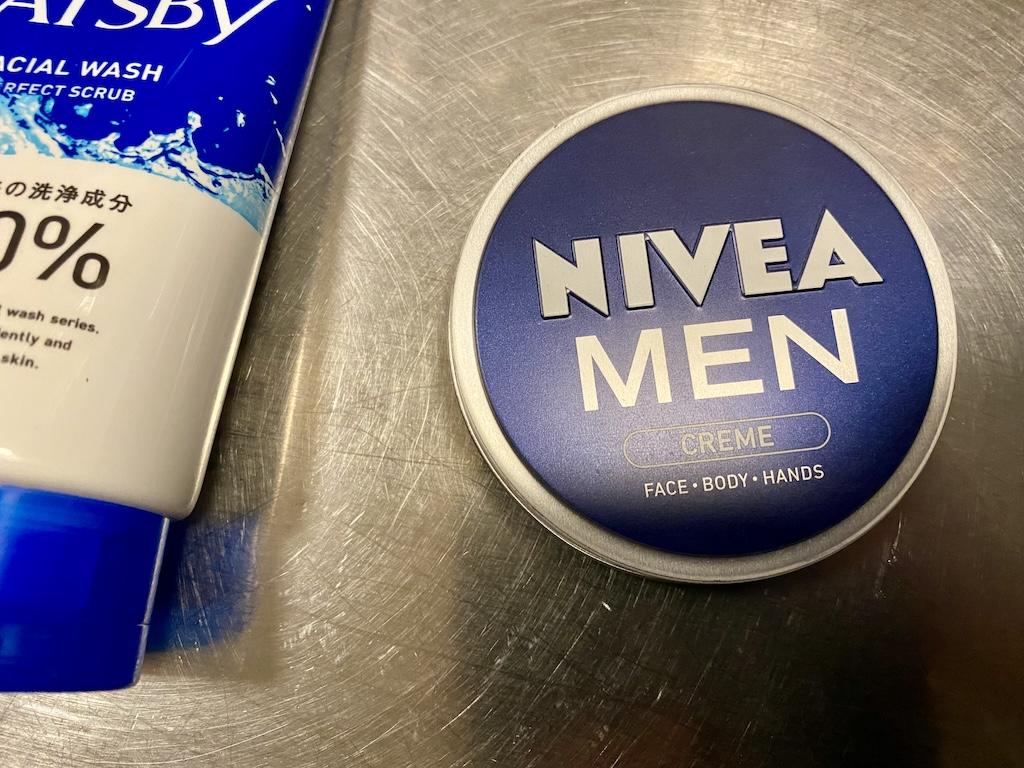 ATSBY
ACIAL WASH
RFECT SCRUB
の洗浄成分
0%
wash series.
ently and
skin.
NIVEA
MEN
CREME
FACE • BODY • HANDS